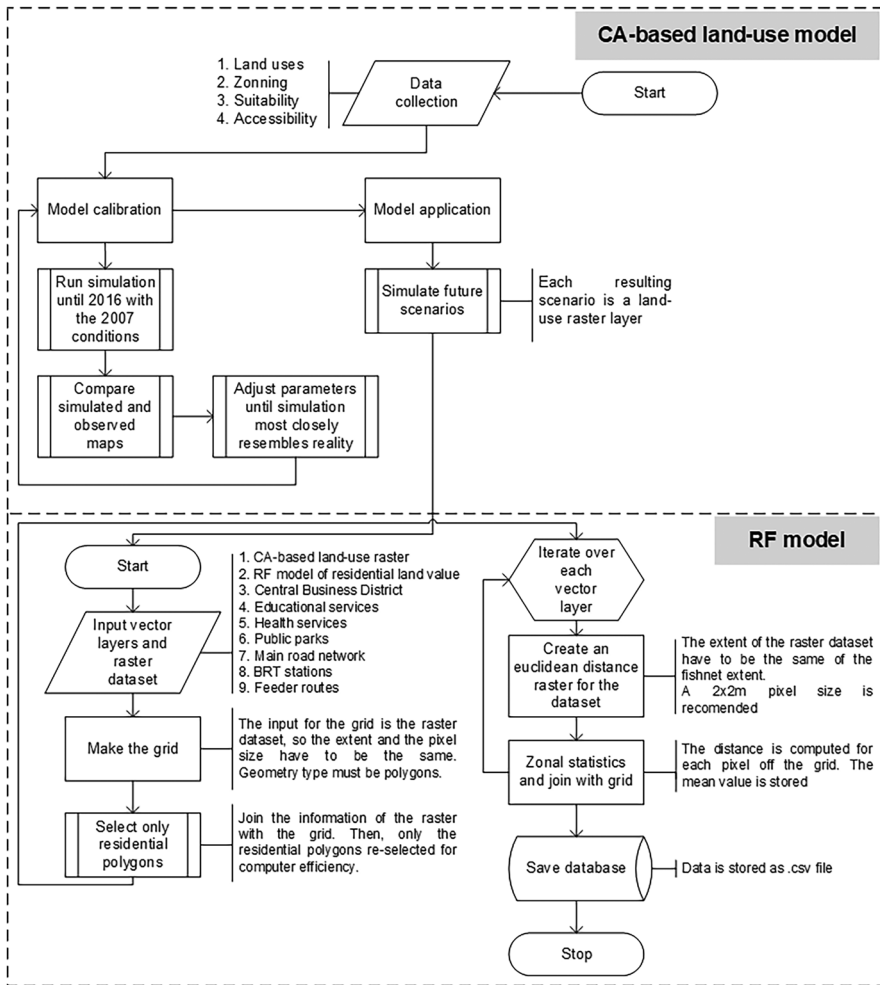 CA-based land-use model
1. Land uses
2. Zonning
3. Suitability
4. Accessibility
Data
collection
Start
Model calibration
Model application
Run simulation
until 2016 with
the 2007
conditions
Simulate future
scenarios
Each resulting
scenario is a land-
use raster layer
Compare
simulated and
observed
maps
Adjust parameters
until simulation
most closely
resembles reality
RF model
Start
1. CA-based land-use raster
2. RF model of residential land value
3. Central Business District
4. Educational services
5. Health services
6. Public parks
7. Main road network
8. BRT stations
9. Feeder routes
Input vector
layers and
raster
dataset
Make the grid
The input for the grid is the raster
dataset, so the extent and the pixel
size have to be the same.
Geometry type must be polygons.
Select only
residential
polygons
Join the information of the raster
with the grid. Then, only the
residential polygons re-selected for
computer efficiency.
Iterate over
each
vector
layer
Create an
euclidean distance
raster for the
dataset
The extent of the raster dataset
have to be the same of the
fishnet extent.
A 2x2m pixel size is
recomended
Zonal statistics
and join with grid
The distance is computed for
each pixel off the grid. The
mean value is stored
Save database
Data is stored as .csv file
Stop